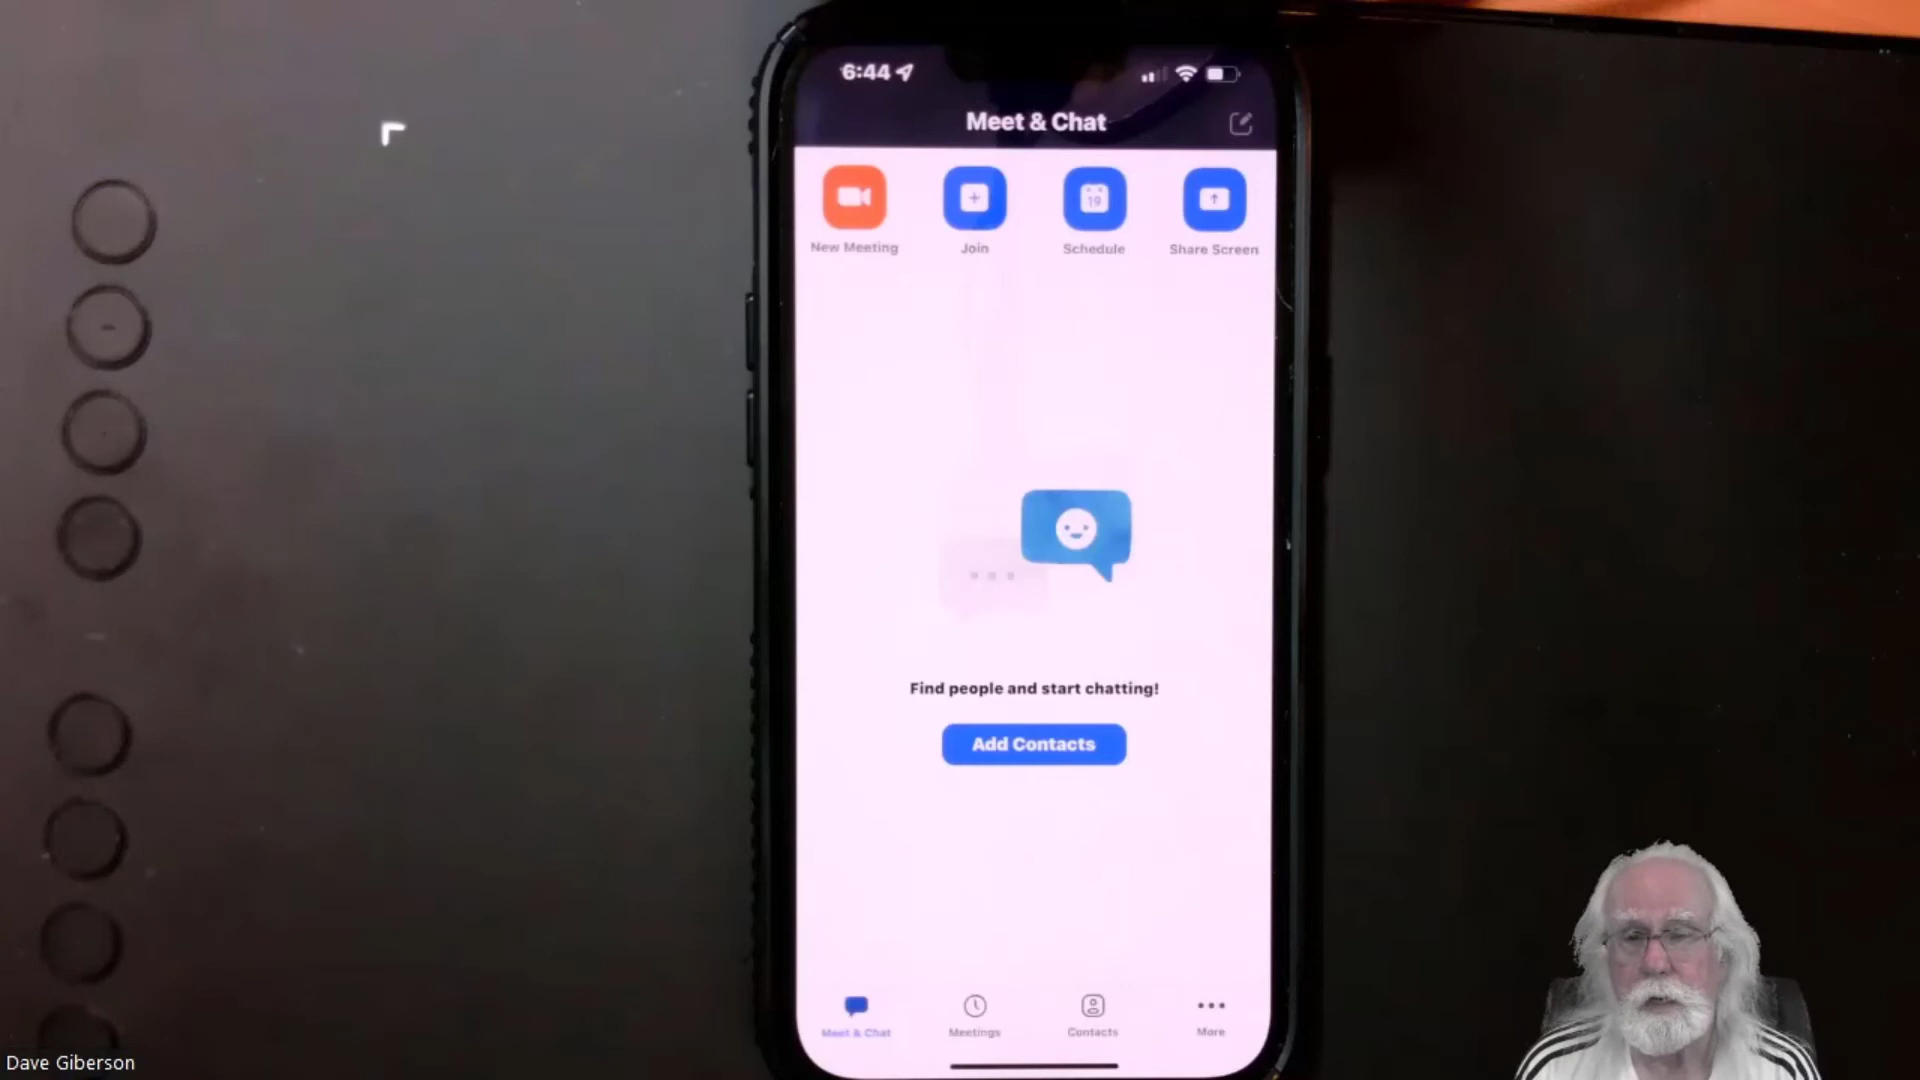 6:44
Meet & Chat
New Meeting
Join
19
Schedule
Share Screen
Find people and start chatting!
Add Contacts
Meet & Chat
Meetings
Contacts
More
Dave Giberson